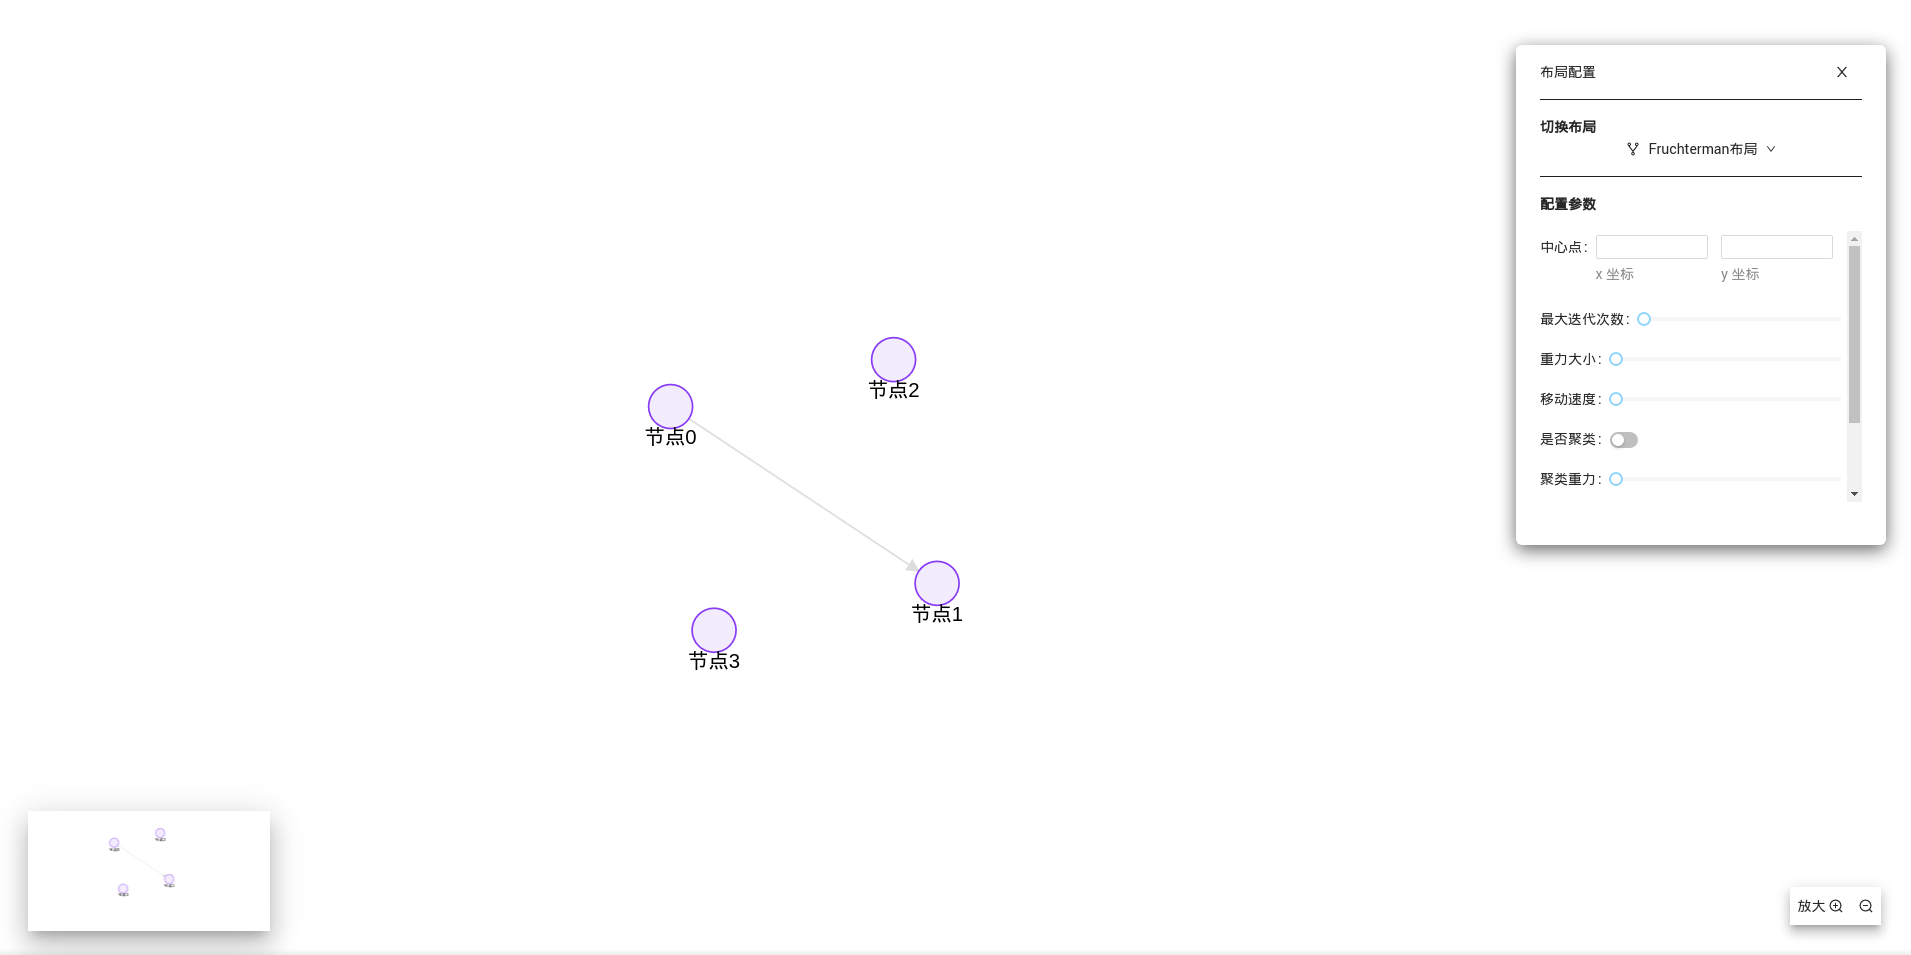 布局配置
切换布局
Fruchterman布局
配置参数
中心点:
x 坐标 y 坐标
最大迭代次数:
重力大小:
移动速度:
是否聚类:
聚类重力:
节点2
节点0
节点1
节点3
放大